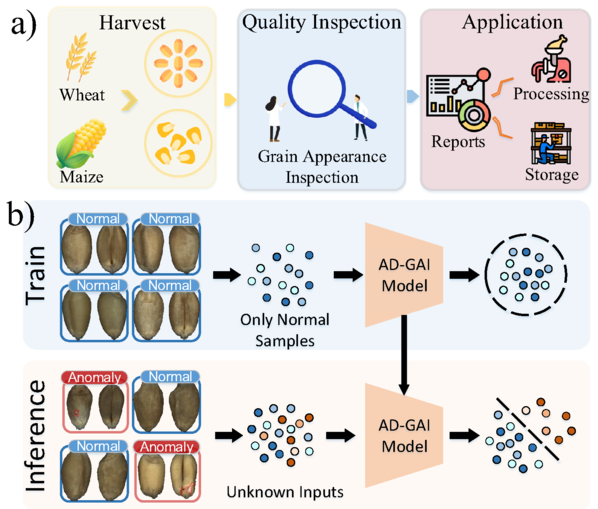 a)
Harvest
Wheat
Maize
Quality Inspection
Grain Appearance
Inspection
Application
Reports
Processing
Storage
b)
Train
Normal
Normal
Normal
Normal
Only Normal
Samples
AD-GAI
Model
Inference
Anomaly
Normal
Normal
Anomaly
Unknown Inputs
AD-GAI
Model